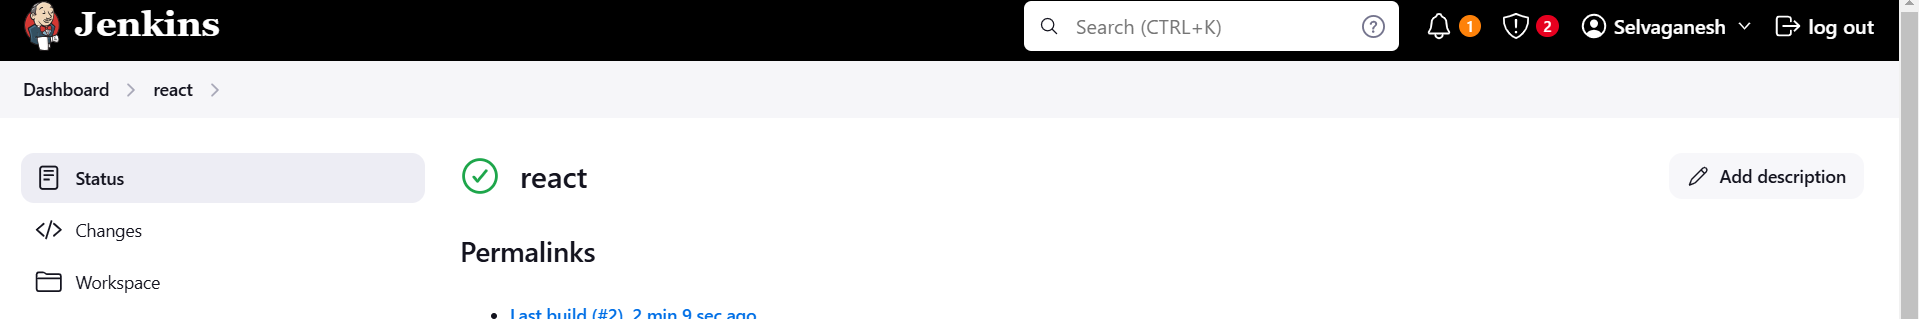 Jenkins
Search (CTRL+K)
1
2
Selvaganesh
log out
Dashboard
react
Status
react
Add description
Changes
Permalinks
Workspace
Last build (#2), 2 min 9 sec ago